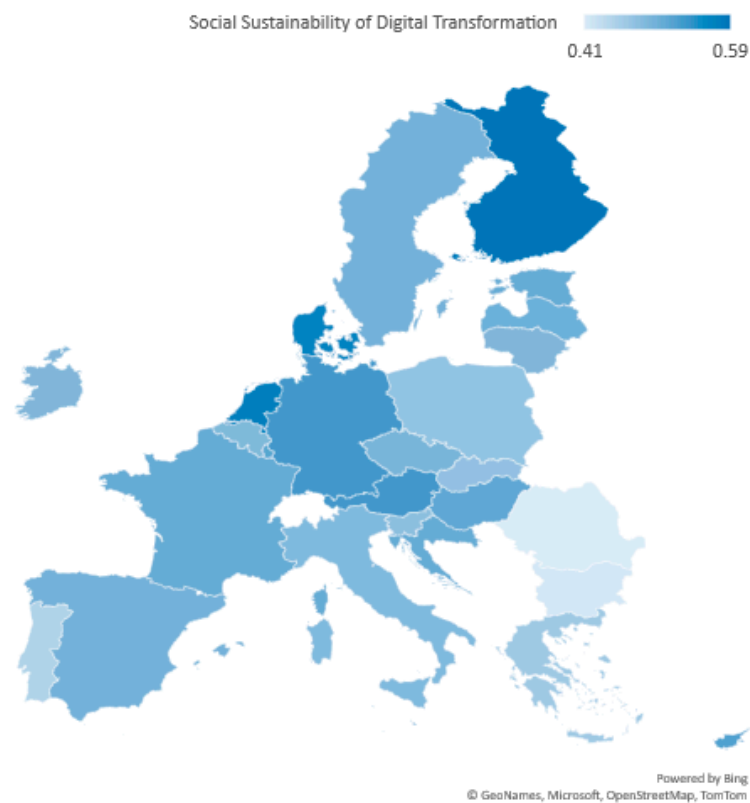 Social Sustainability of Digital Transformation
0.41 0.59
Powered by Bing
© GeoNames, Microsoft, OpenStreetMap, TomTom